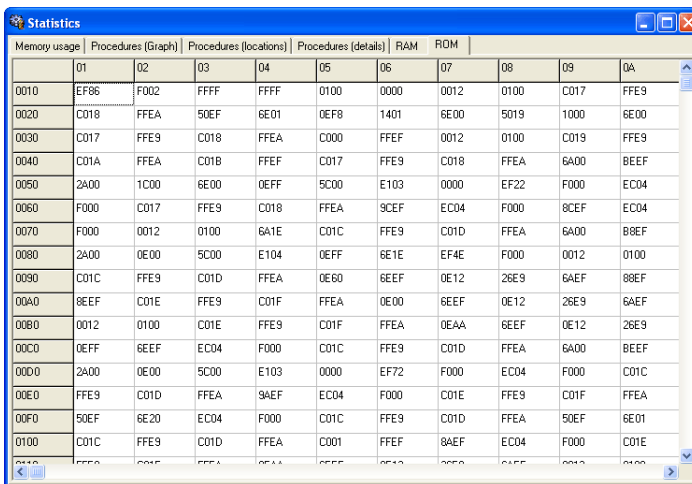 Statistics
Memory usage Procedures (Graph) Procedures (locations) Procedures (details) RAM ROM
01 02 03 04 05 06 07 08 09 0A
0010 EF86 F002 FFFF FFFF 0100 0000 0012 0100 C017 FFE9
0020 C018 FFEA 50EF 6E01 0EF8 1401 6E00 5019 1000 6E00
0030 C017 FFE9 C018 FFEA C000 FFEF 0012 0100 C019 FFE9
0040 C01A FFEA C01B FFEF C017 FFE9 C018 FFEA 6A00 BEEF
0050 2A00 1C00 6E00 0EFF 5C00 E103 0000 EF22 F000 EC04
0060 F000 C017 FFE9 C018 FFEA 9CEF EC04 F000 8CEF EC04
0070 F000 0012 0100 6A1E C01C FFE9 C01D FFEA 6A00 B8EF
0080 2A00 0E00 5C00 E104 0EFF 6E1E EF4E F000 0012 0100
0090 C01C FFE9 C01D FFEA 0E60 6EEF 0E12 26E9 6AEF 88EF
00A0 8EEF C01E FFE9 C01F FFEA 0E00 6EEF 0E12 26E9 6AEF
00B0 0012 0100 C01E FFE9 C01F FFEA 0EAA 6EEF 0E12 26E9
00C0 0EFF 6EEF EC04 F000 C01C FFE9 C01D FFEA 6A00 BEEF
00D0 2A00 0E00 5C00 E103 0000 EF72 F000 EC04 F000 C01C
00E0 FFE9 C01D FFEA 9AEF EC04 F000 C01E FFE9 C01F FFEA
00F0 50EF 6E20 EC04 F000 C01C FFE9 C01D FFEA 50EF 6E01
0100 C01C FFE9 C01D FFEA C001 FFEF 8AEF EC04 F000 C01E